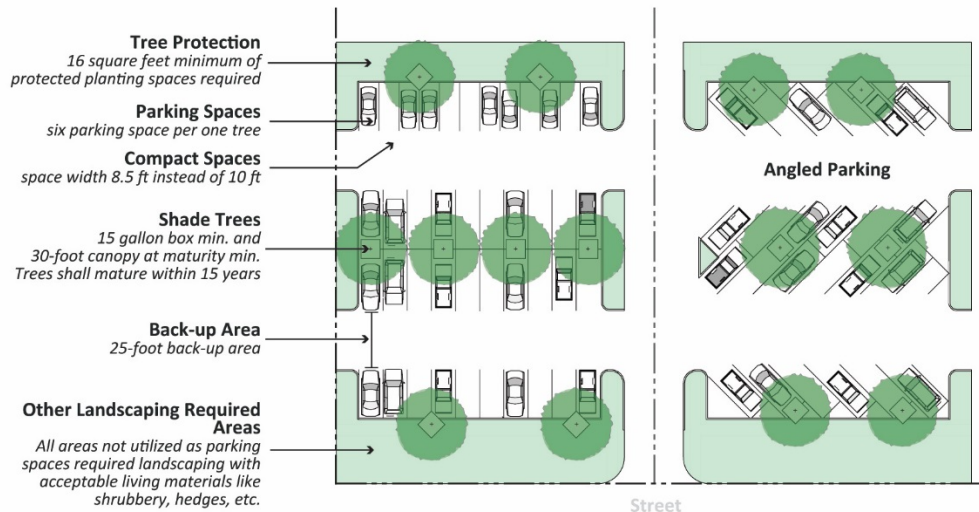 Tree Protection
16 square feet minimum of
protected planting spaces required
Parking Spaces
six parking space per one tree
Compact Spaces
space width 8.5 ft instead of 10 ft
Shade Trees
15 gallon box min. and
30-foot canopy at maturity min.
Trees shall mature within 15 years
Back-up Area
25-foot back-up area
Other Landscaping Required
Areas
All areas not utilized as parking
spaces required landscaping with
acceptable living materials like
shrubbery, hedges, etc.
Angled Parking
Street